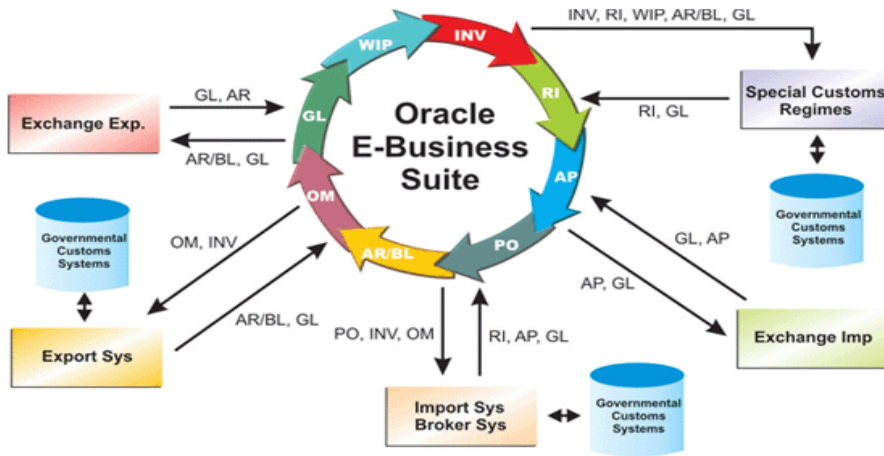 INV, RI, WIP, AR/BL, GL
WIP
INV
RI
AP
PO
AR/BL
OM
GL
Oracle
E-Business
Suite
Exchange Exp.
GL, AR
AR/BL, GL
Special Customs
Regimes
RI, GL
Governmental
Customs
Systems
Governmental
Customs
Systems
OM, INV
AR/BL, GL
Export Sys
PO, INV, OM
RI, AP, GL
GL, AP
AP, GL
Exchange Imp
Import Sys
Broker Sys
Governmental
Customs
Systems